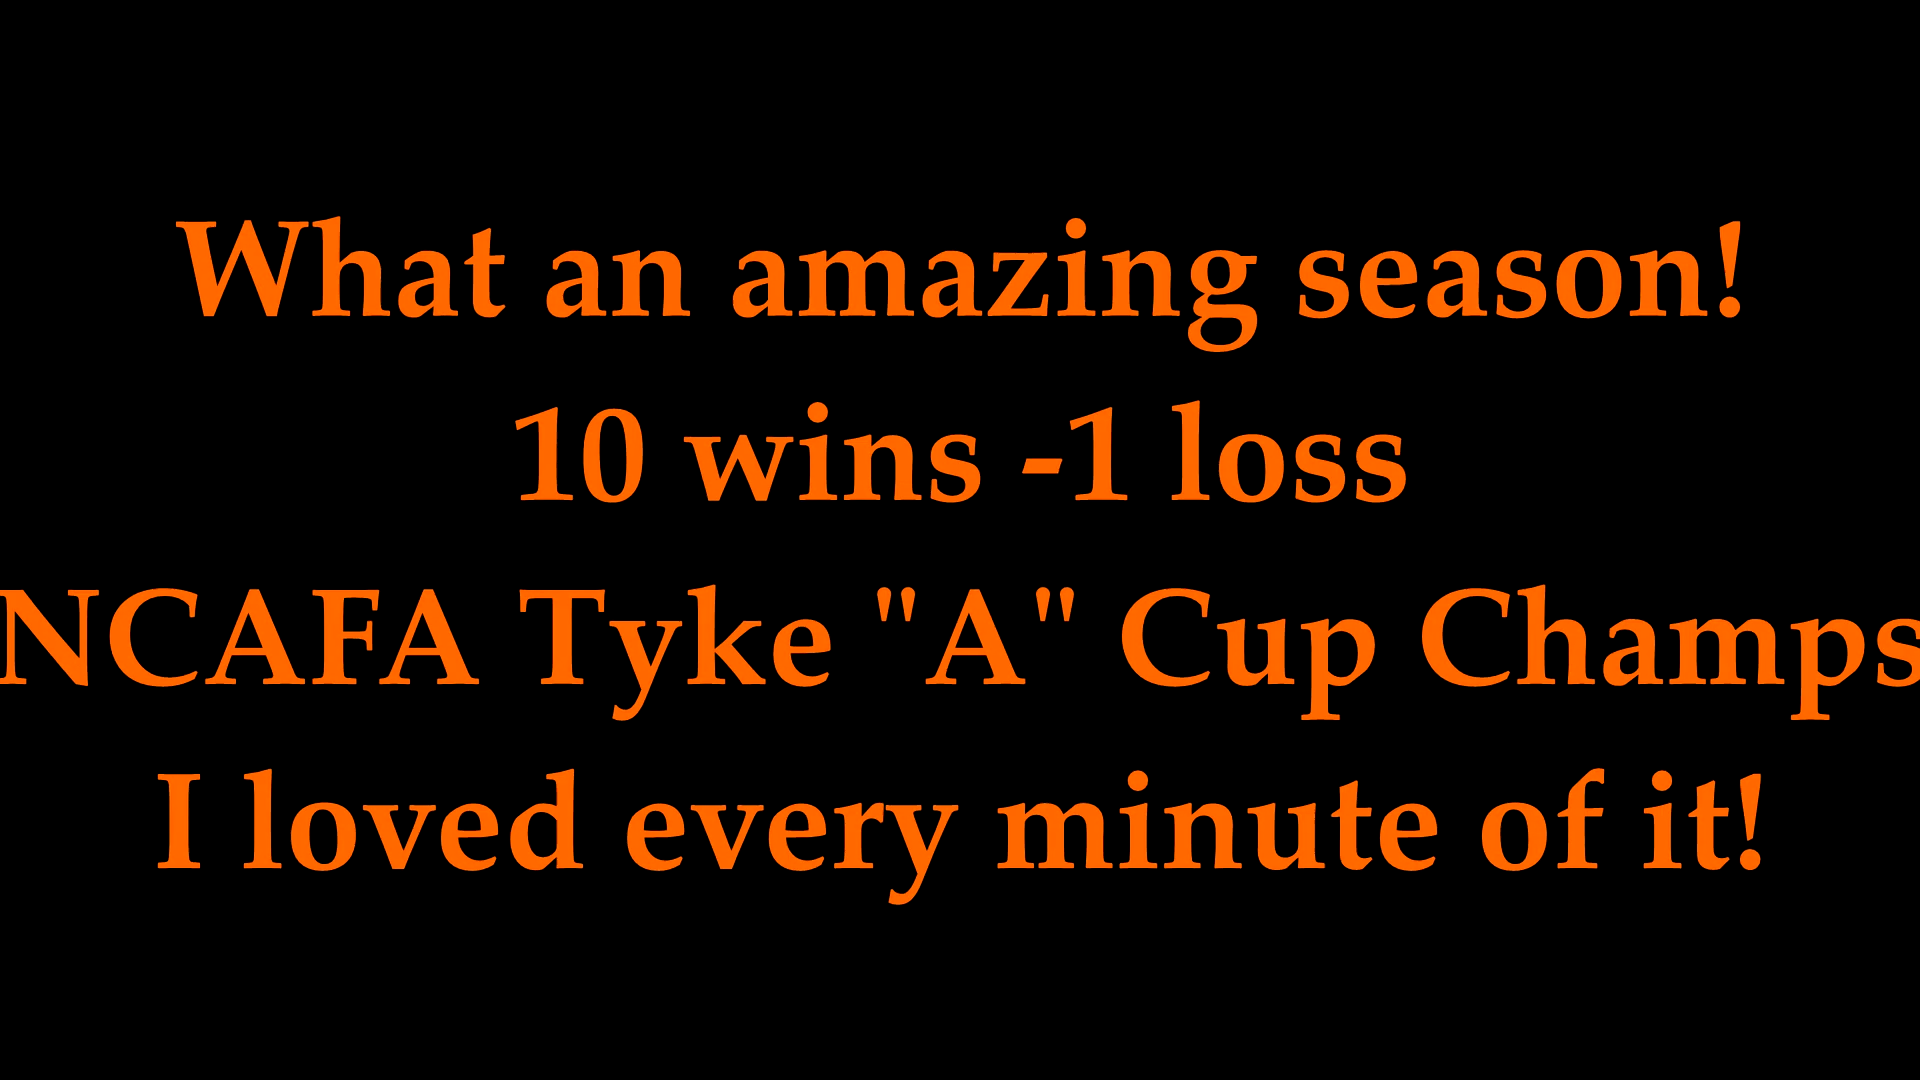 What an amazing season!
10 wins -1 loss
NCAFA Tyke "A" Cup Champs
I loved every minute of it!